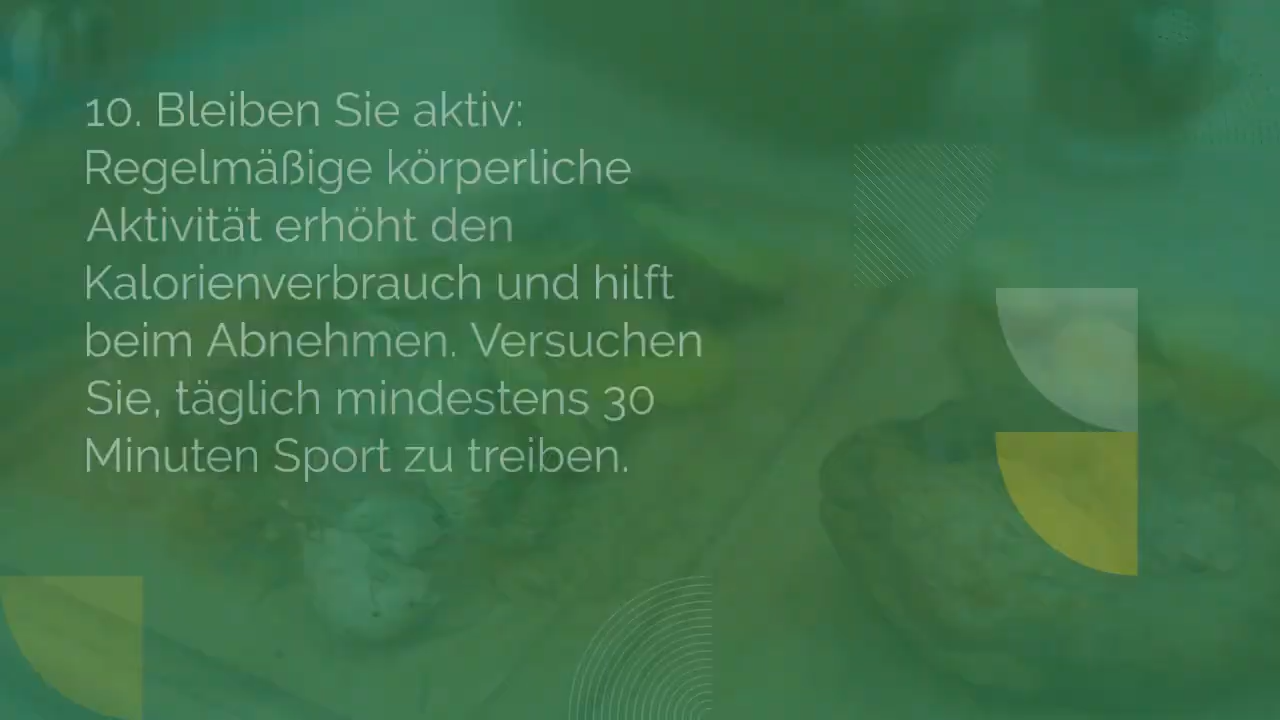 10. Bleiben Sie aktiv:
Regelmäßige körperliche
Aktivität erhöht den
Kalorienverbrauch und hilft
beim Abnehmen. Versuchen
Sie, täglich mindestens 30
Minuten Sport zu treiben.